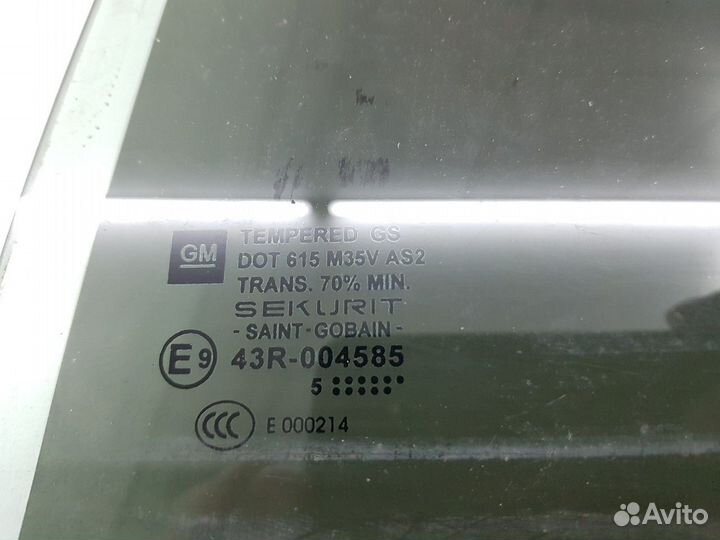 GM
TEMPERED GS
DOT 615 M35V AS2
TRANS. 70% MIN.
SEKURIT
- SAINT-GOBAIN -
E9 43R-004585
5
CCC E 000214
Avito